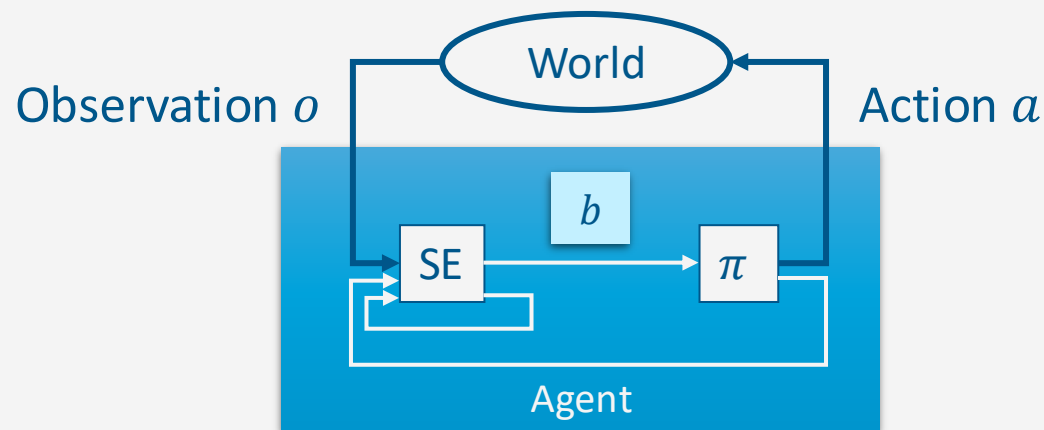 World
Observation o
Action a
b
SE
π
Agent